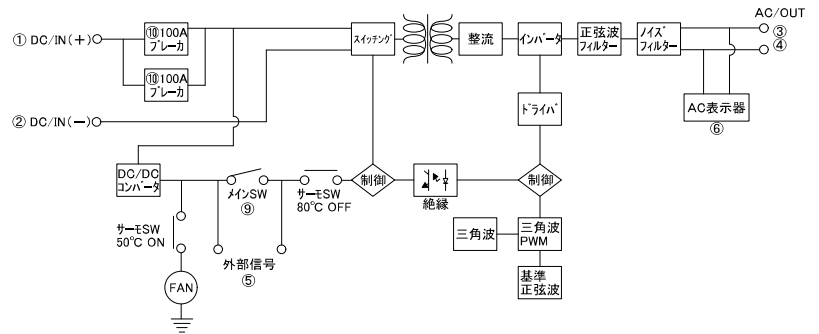 ① DC/IN(+)
⑩100A
ブレーカ
⑩100A
ブレーカ
② DC/IN(-)
スイッチング
整流
インバータ
正弦波
フィルター
ノイズ
フィルター
AC/OUT
③
④
AC表示器
⑥
ドライバ
DC/DC
コンバータ
メインSW
⑨
サーモSW
80℃ OFF
制御
絶縁
制御
サーモSW
50℃ ON
外部信号
⑤
三角波
三角波
PWM
基準
正弦波
FAN